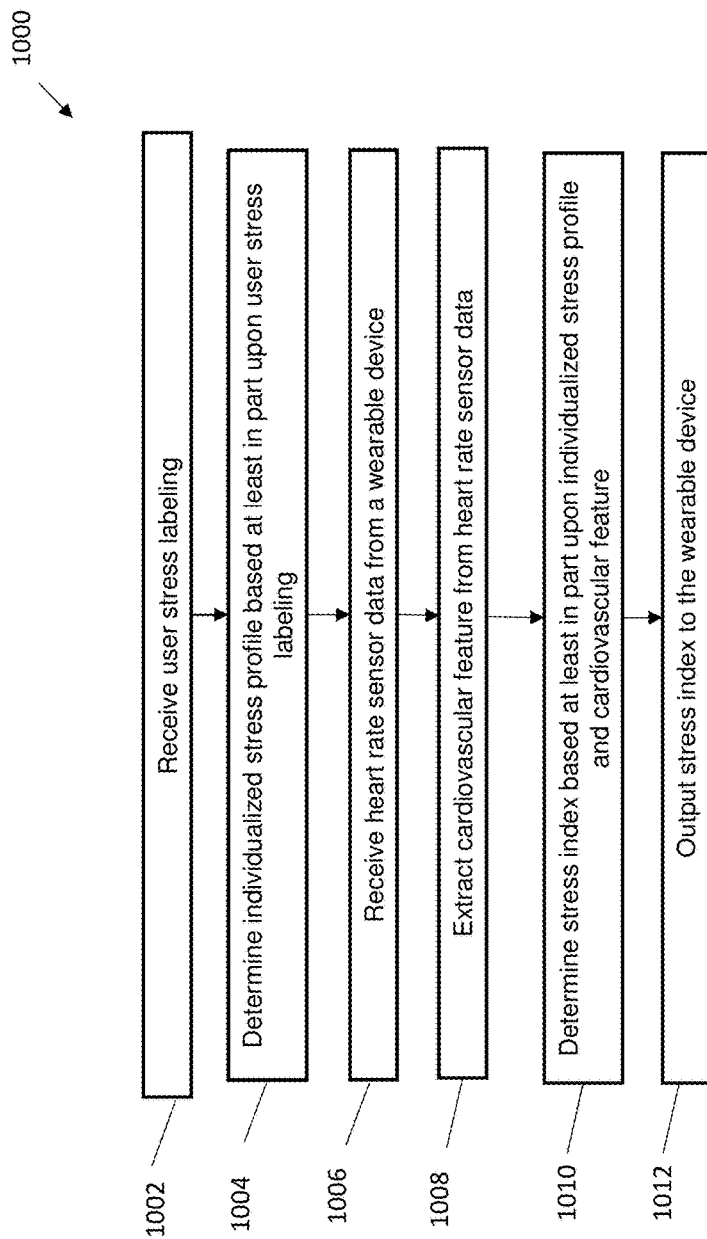 1000
1002
Receive user stress labeling
1004
Determine individualized stress profile based at least in part upon user stress
labeling
1006
Receive heart rate sensor data from a wearable device
1008
Extract cardiovascular feature from heart rate sensor data
1010
Determine stress index based at least in part upon individualized stress profile
and cardiovascular feature
1012
Output stress index to the wearable device